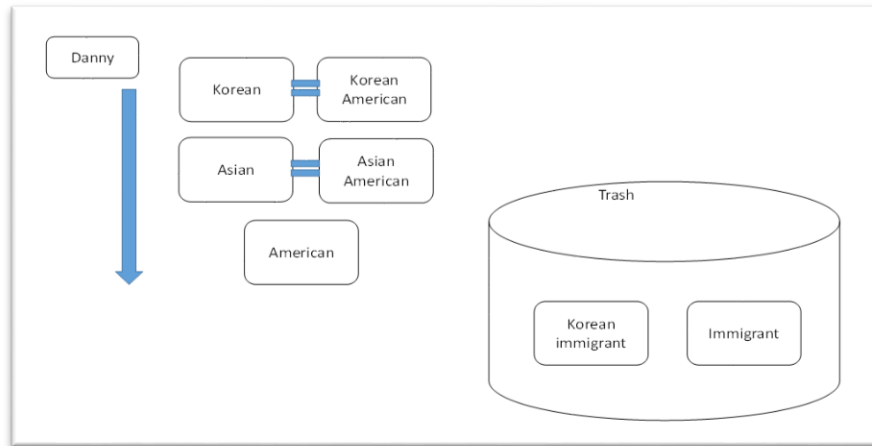 Danny
Korean
Korean
American
Asian
Asian
American
American
Trash
Korean
immigrant
Immigrant